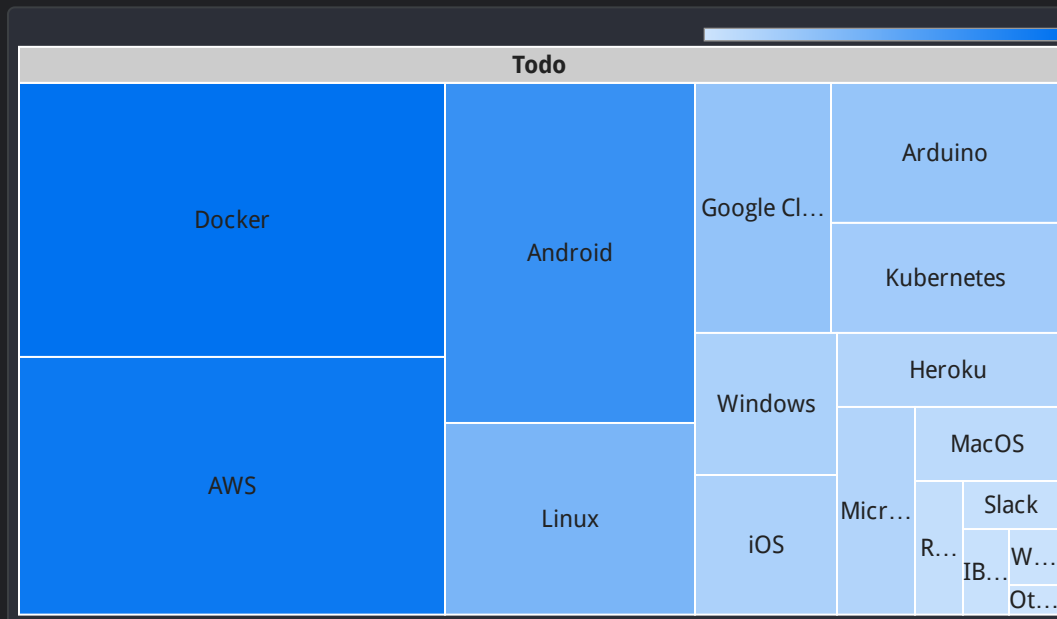 Todo
Docker
AWS
Android
Linux
Google Cl…
Arduino
Kubernetes
Windows
iOS
Heroku
Micr…
MacOS
R…
Slack
IB…
W…
Ot…